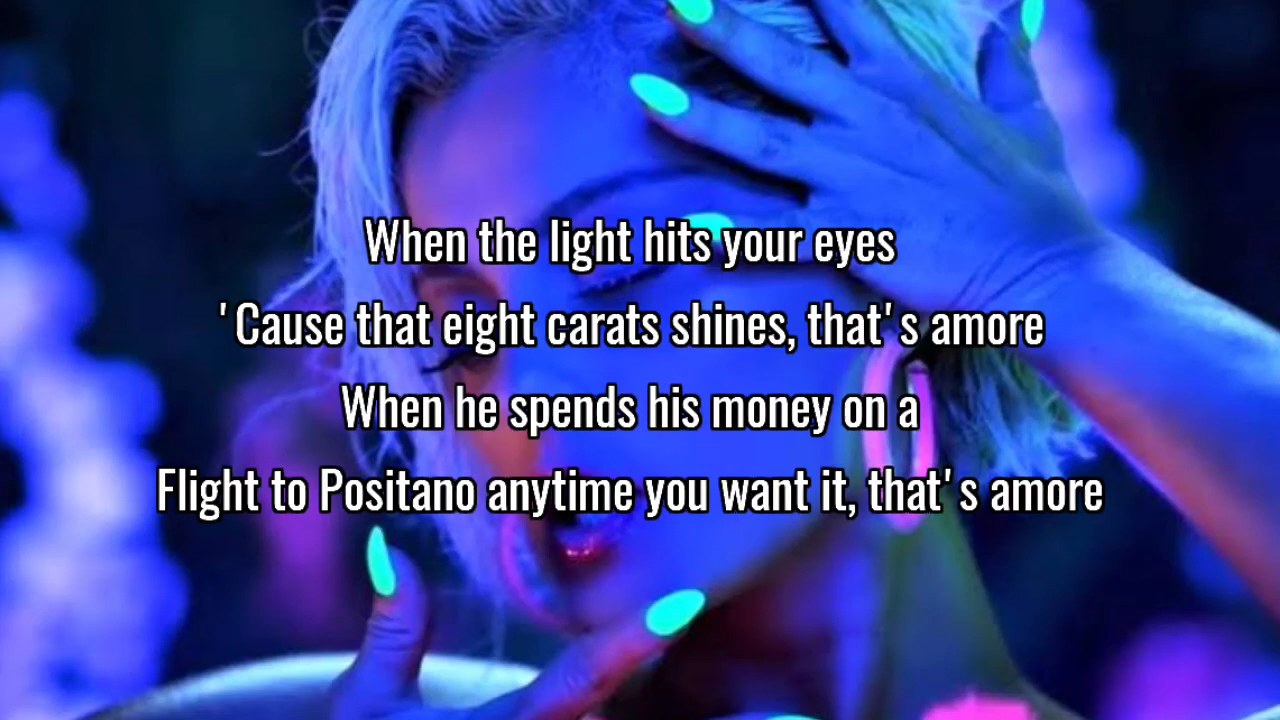 When the light hits your eyes
'Cause that eight carats shines, that's amore
When he spends his money on a
Flight to Positano anytime you want it, that's amore